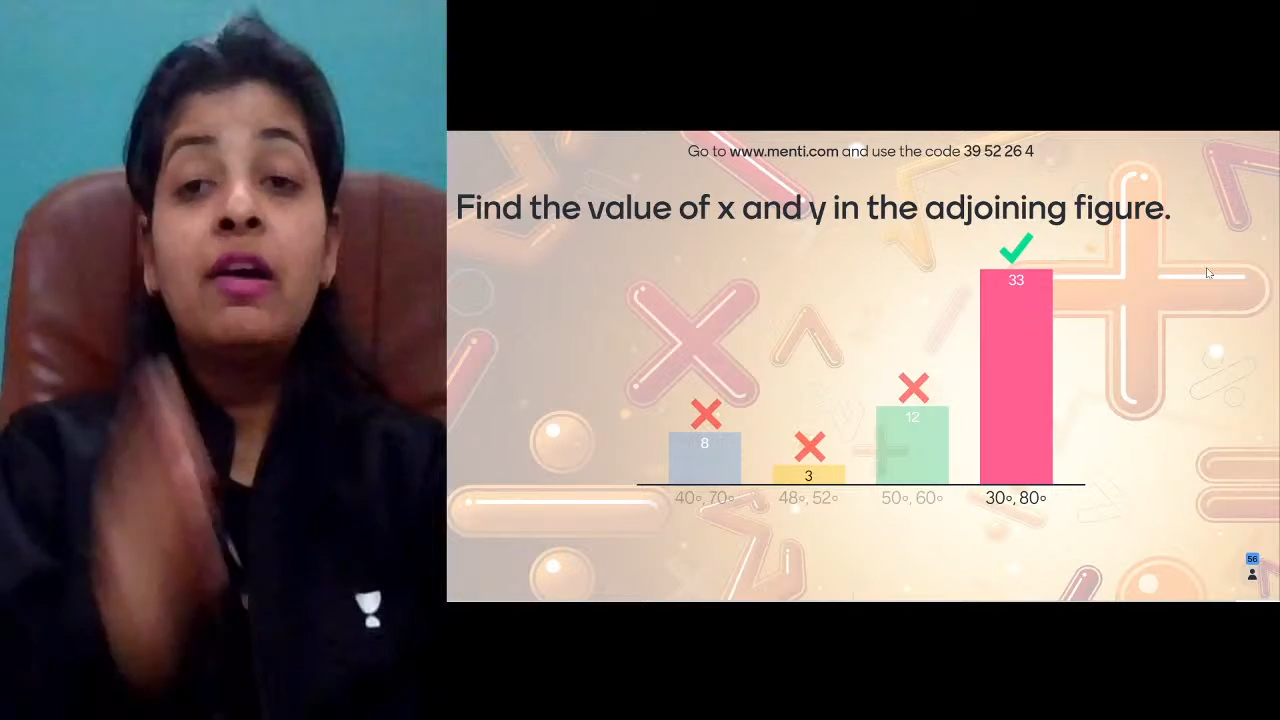 Go to www.menti.com and use the code 39 52 26 4
Find the value of x and y in the adjoining figure.
33
12
8
3
40°, 70° 48°, 52° 50°, 60° 30°, 80°
56